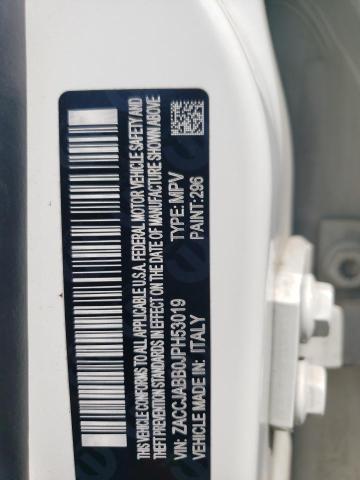 THIS VEHICLE CONFORMS TO ALL APPLICABLE U.S.A. FEDERAL MOTOR VEHICLE SAFETY AND
THEFT PREVENTION STANDARDS IN EFFECT ON THE DATE OF MANUFACTURE SHOWN ABOVE
VIN: ZACCJABB0JPH53019 TYPE: MPV
VEHICLE MADE IN: ITALY PAINT: 296